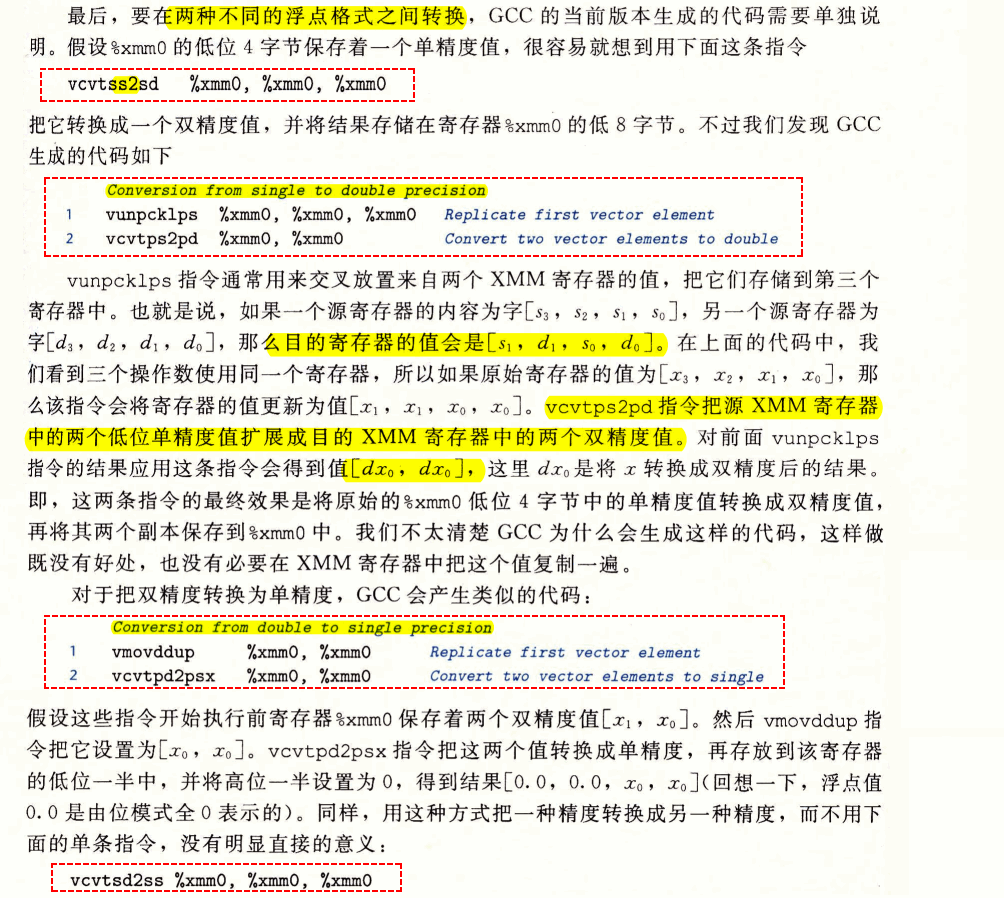 最后，要在两种不同的浮点格式之间转换，GCC 的当前版本生成的代码需要单独说
明。假设%xmm0 的低位 4 字节保存着一个单精度值，很容易就想到用下面这条指令
vcvtss2sd %xmm0, %xmm0, %xmm0
把它转换成一个双精度值，并将结果存储在寄存器%xmm0 的低 8 字节。不过我们发现 GCC
生成的代码如下
Conversion from single to double precision
1 vunpcklps %xmm0, %xmm0, %xmm0 Replicate first vector element
2 vcvtps2pd %xmm0, %xmm0 Convert two vector elements to double
vunpcklps 指令通常用来交叉放置来自两个 XMM 寄存器的值，把它们存储到第三个
寄存器中。也就是说，如果一个源寄存器的内容为字[s₃，s₂，s₁，s₀]，另一个源寄存器为
字[d₃，d₂，d₁，d₀]，那么目的寄存器的值会是[s₁，d₁，s₀，d₀]。在上面的代码中，我
们看到三个操作数使用同一个寄存器，所以如果原始寄存器的值为[x₃，x₂，x₁，x₀]，那
么该指令会将寄存器的值更新为值[x₁，x₁，x₀，x₀]。vcvtps2pd 指令把源 XMM 寄存器
中的两个低位单精度值扩展成目的 XMM 寄存器中的两个双精度值。对前面 vunpcklps
指令的结果应用这条指令会得到值[dx₀，dx₀]，这里 dx₀是将 x 转换成双精度后的结果。
即，这两条指令的最终效果是将原始的%xmm0 低位 4 字节中的单精度值转换成双精度值，
再将其两个副本保存到%xmm0 中。我们不太清楚 GCC 为什么会生成这样的代码，这样做
既没有好处，也没有必要在 XMM 寄存器中把这个值复制一遍。
对于把双精度转换为单精度，GCC 会产生类似的代码：
Conversion from double to single precision
1 vmovddup %xmm0, %xmm0 Replicate first vector element
2 vcvtpd2psx %xmm0, %xmm0 Convert two vector elements to single
假设这些指令开始执行前寄存器%xmm0 保存着两个双精度值[x₁，x₀]。然后 vmovddup 指
令把它设置为[x₀，x₀]。vcvtpd2psx 指令把这两个值转换成单精度，再存放到该寄存器
的低位一半中，并将高位一半设置为 0，得到结果[0.0，0.0，x₀，x₀](回想一下，浮点值
0.0 是由位模式全 0 表示的)。同样，用这种方式把一种精度转换成另一种精度，而不用下
面的单条指令，没有明显直接的意义：
vcvtsd2ss %xmm0, %xmm0, %xmm0